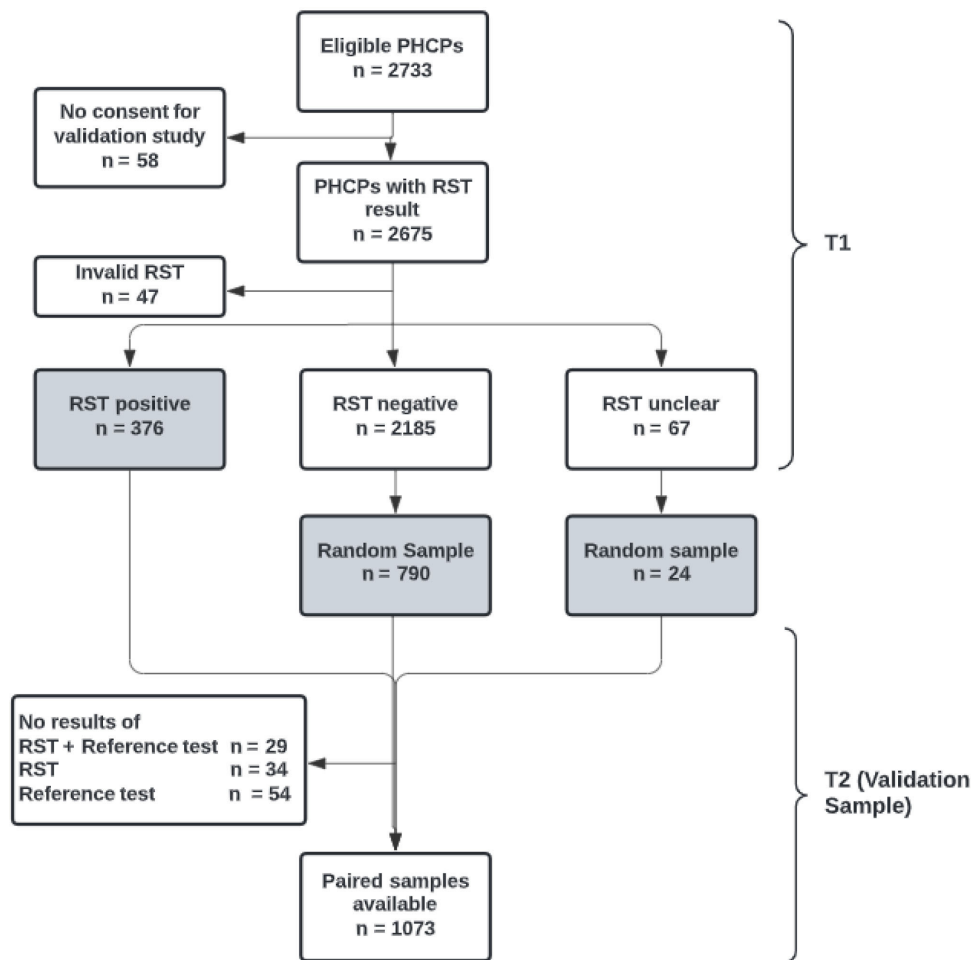 Eligible PHCPs
n = 2733
No consent for
validation study
n = 58
PHCPs with RST
result
n = 2675
T1
Invalid RST
n = 47
RST positive
n = 376
RST negative
n = 2185
RST unclear
n = 67
Random Sample
n = 790
Random sample
n = 24
No results of
RST + Reference test n = 29
RST n = 34
Reference test n = 54
T2 (Validation
Sample)
Paired samples
available
n = 1073